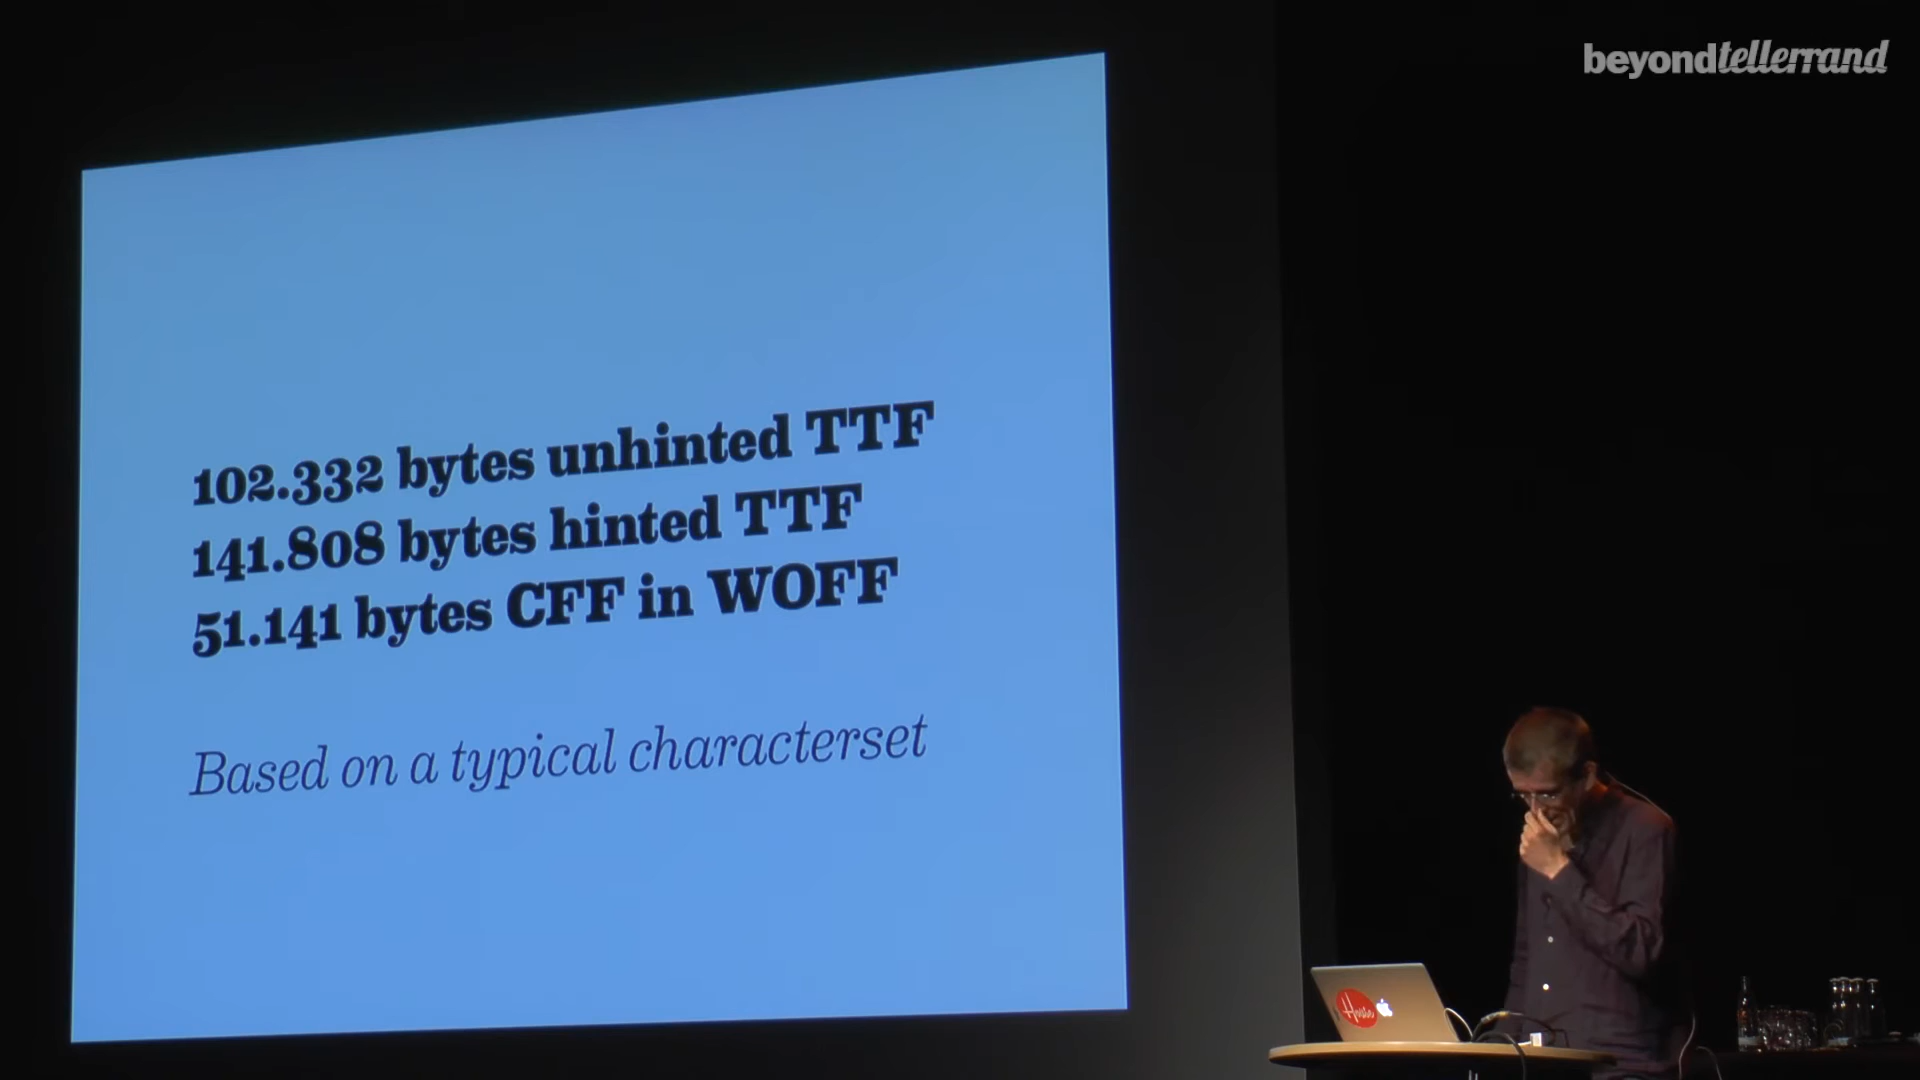 beyondtellerrand
102.332 bytes unhinted TTF
141.808 bytes hinted TTF
51.141 bytes CFF in WOFF
Based on a typical characterset
House